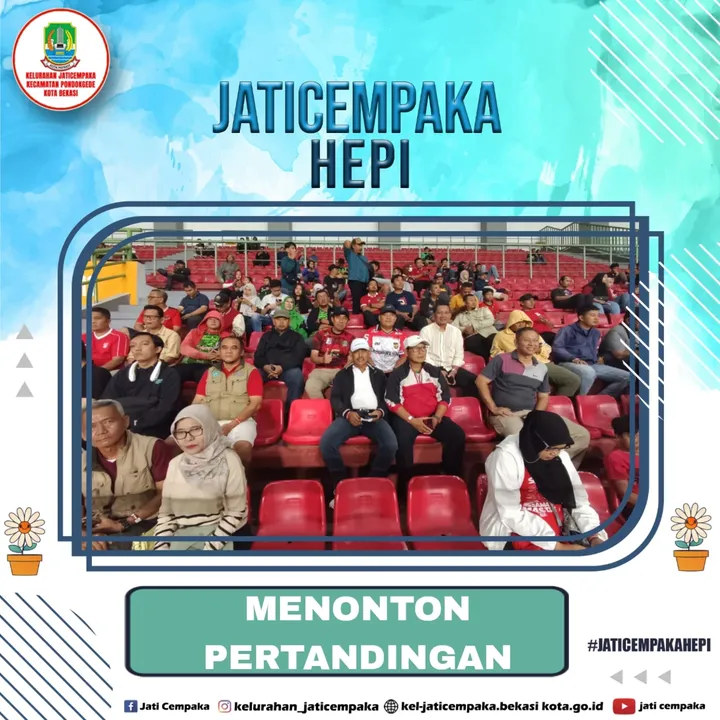 KELURAHAN JATICEMPAKA
KECAMATAN PONDOKGEDE
KOTA BEKASI
JATICEMPAKA
HEPI
MENONTON
PERTANDINGAN
#JATICEMPAKAHEPI
Jati Cempaka kelurahan_jaticempaka kel-jaticempaka.bekasi kota.go.id jati cempaka